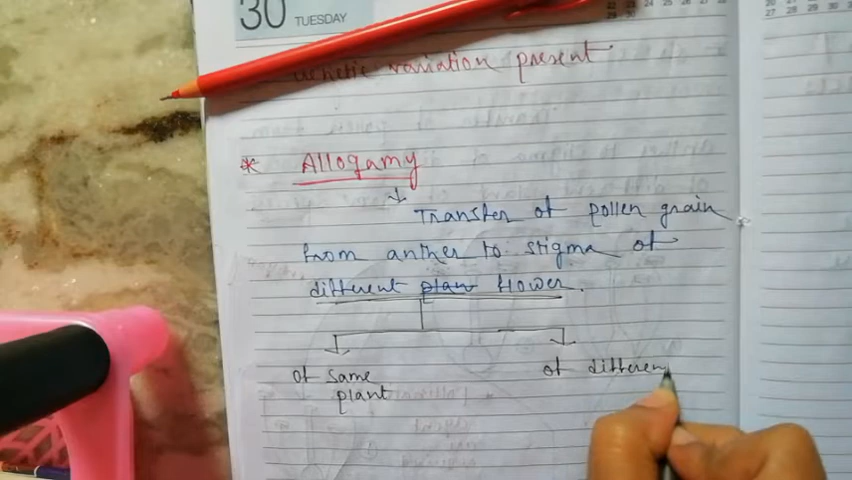 30 TUESDAY
variation present
* Allogamy
Transfer of pollen grain
from anther to stigma of
different plan flower.
of same
plant
of differen